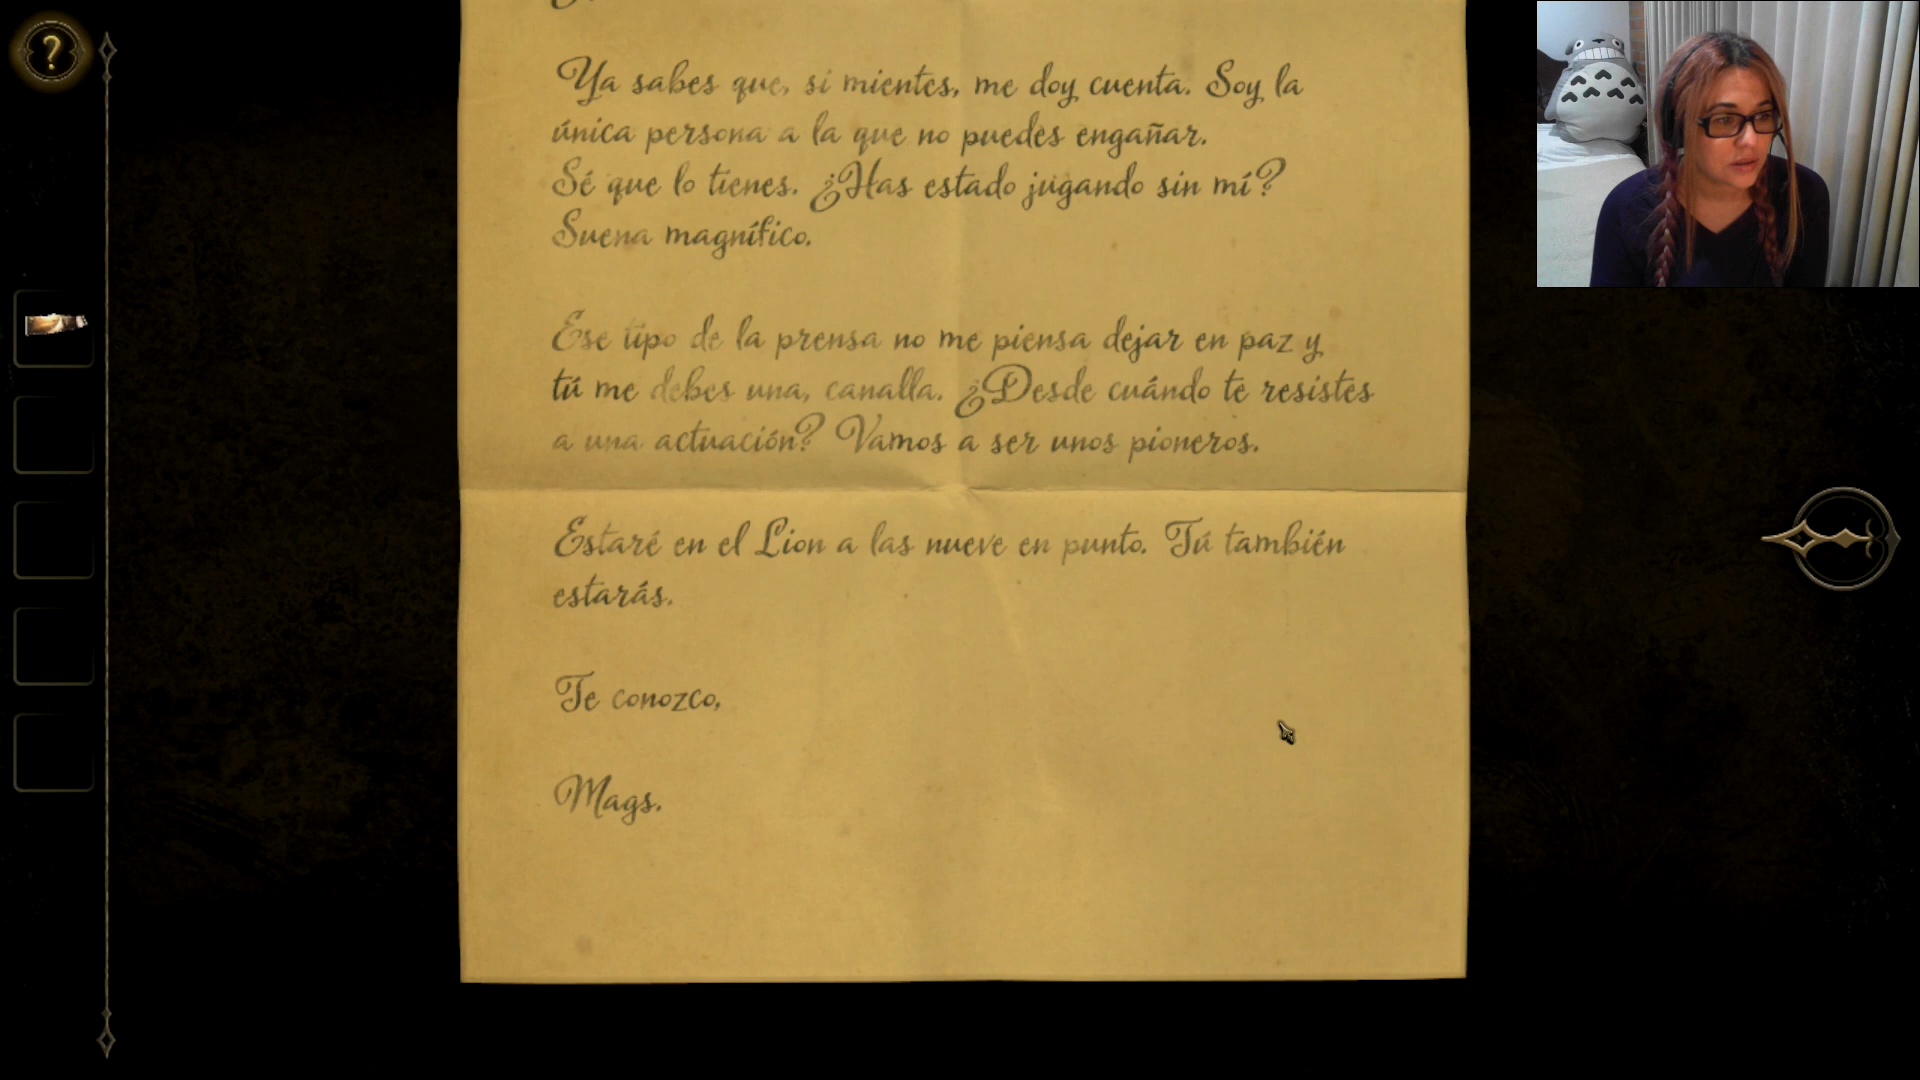 ?
Ya sabes que, si mientes, me doy cuenta. Soy la
única persona a la que no puedes engañar.
Sé que lo tienes. ¿Has estado jugando sin mí?
Suena magnífico.
Ese tipo de la prensa no me piensa dejar en paz y
tú me debes una, canalla. ¿Desde cuándo te resistes
a una actuación? Vamos a ser unos pioneros.
Estaré en el Lion a las nueve en punto. Tú también
estarás.
Te conozco,
Mags.